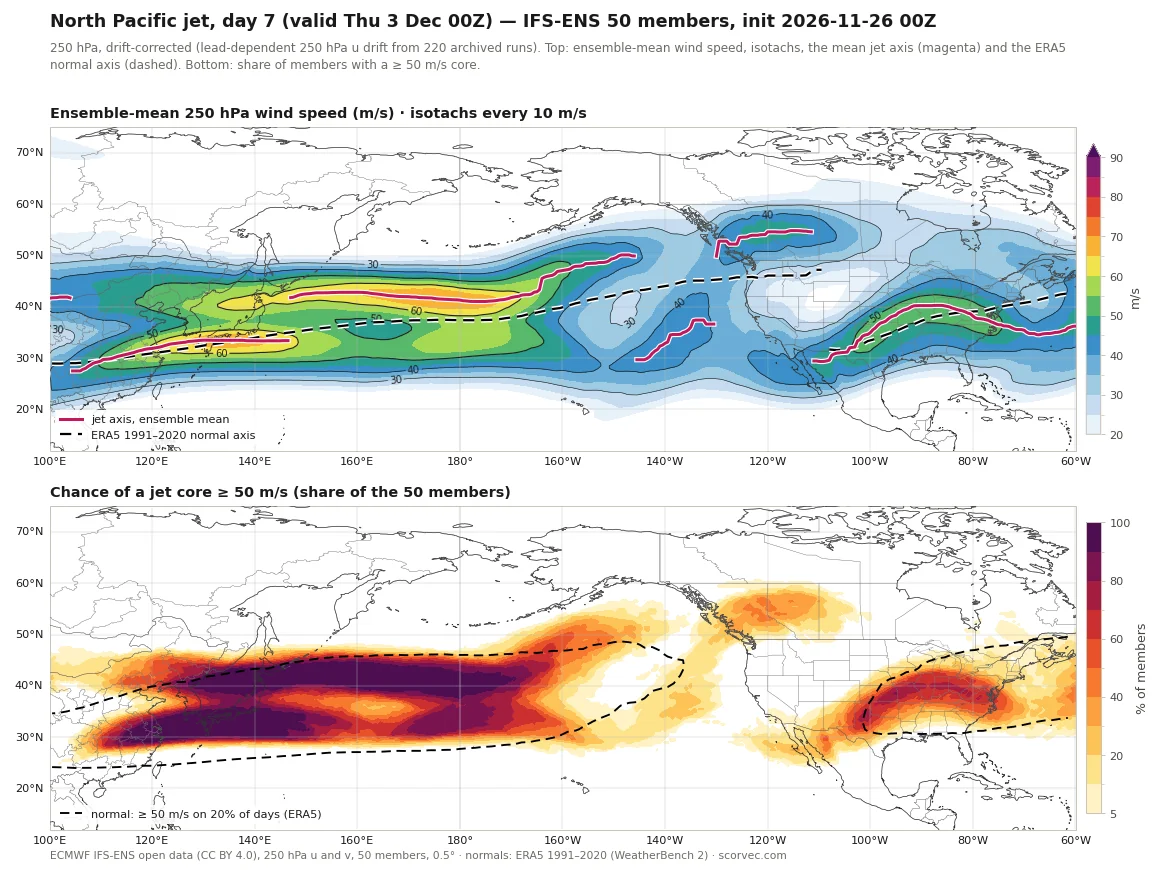 North Pacific jet, day 7 (valid Thu 3 Dec 00Z) — IFS-ENS 50 members, init 2026-11-26 00Z
250 hPa, drift-corrected (lead-dependent 250 hPa u drift from 220 archived runs). Top: ensemble-mean wind speed, isotachs, the mean jet axis (magenta) and the ERA5
normal axis (dashed). Bottom: share of members with a ≥ 50 m/s core.
Ensemble-mean 250 hPa wind speed (m/s) · isotachs every 10 m/s
70°N
60°N
50°N
40°N
30°N
20°N
30
40
30
50
50
60
60
40
30
30
40
50
40
jet axis, ensemble mean
ERA5 1991–2020 normal axis
100°E 120°E 140°E 160°E 180° 160°W 140°W 120°W 100°W 80°W 60°W
90
80
70
60
50
40
30
20
m/s
Chance of a jet core ≥ 50 m/s (share of the 50 members)
70°N
60°N
50°N
40°N
30°N
20°N
normal: ≥ 50 m/s on 20% of days (ERA5)
100°E 120°E 140°E 160°E 180° 160°W 140°W 120°W 100°W 80°W 60°W
100
80
60
40
20
5
% of members
ECMWF IFS-ENS open data (CC BY 4.0), 250 hPa u and v, 50 members, 0.5° · normals: ERA5 1991–2020 (WeatherBench 2) · scorvec.com